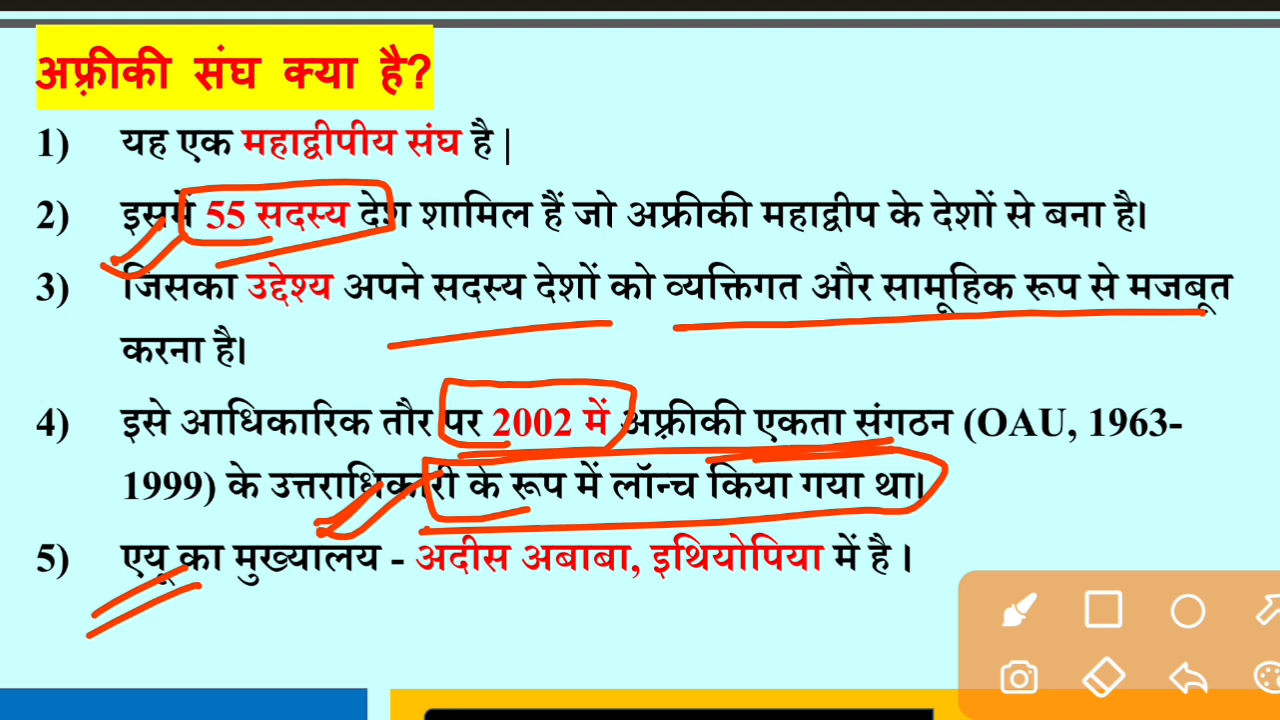 अफ़्रीकी संघ क्या है?
1) यह एक महाद्वीपीय संघ है |
2) इसमें 55 सदस्य देश शामिल हैं जो अफ्रीकी महाद्वीप के देशों से बना है।
3) जिसका उद्देश्य अपने सदस्य देशों को व्यक्तिगत और सामूहिक रूप से मजबूत
करना है।
4) इसे आधिकारिक तौर पर 2002 में अफ़्रीकी एकता संगठन (OAU, 1963-
1999) के उत्तराधिकारी के रूप में लॉन्च किया गया था।
5) एयू का मुख्यालय - अदीस अबाबा, इथियोपिया में है ।